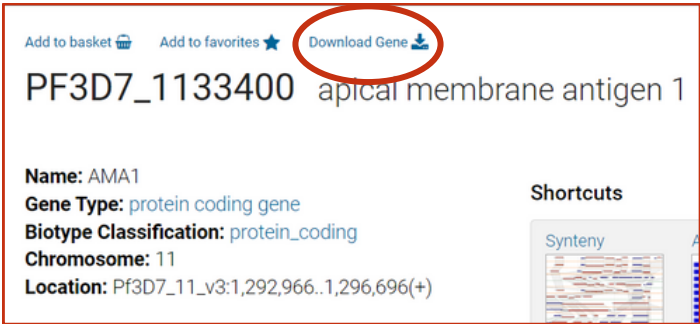 Add to basket Add to favorites Download Gene
PF3D7_1133400 apical membrane antigen 1
Name: AMA1
Gene Type: protein coding gene
Biotype Classification: protein_coding
Chromosome: 11
Location: Pf3D7_11_v3:1,292,966..1,296,696(+)
Shortcuts
Synteny